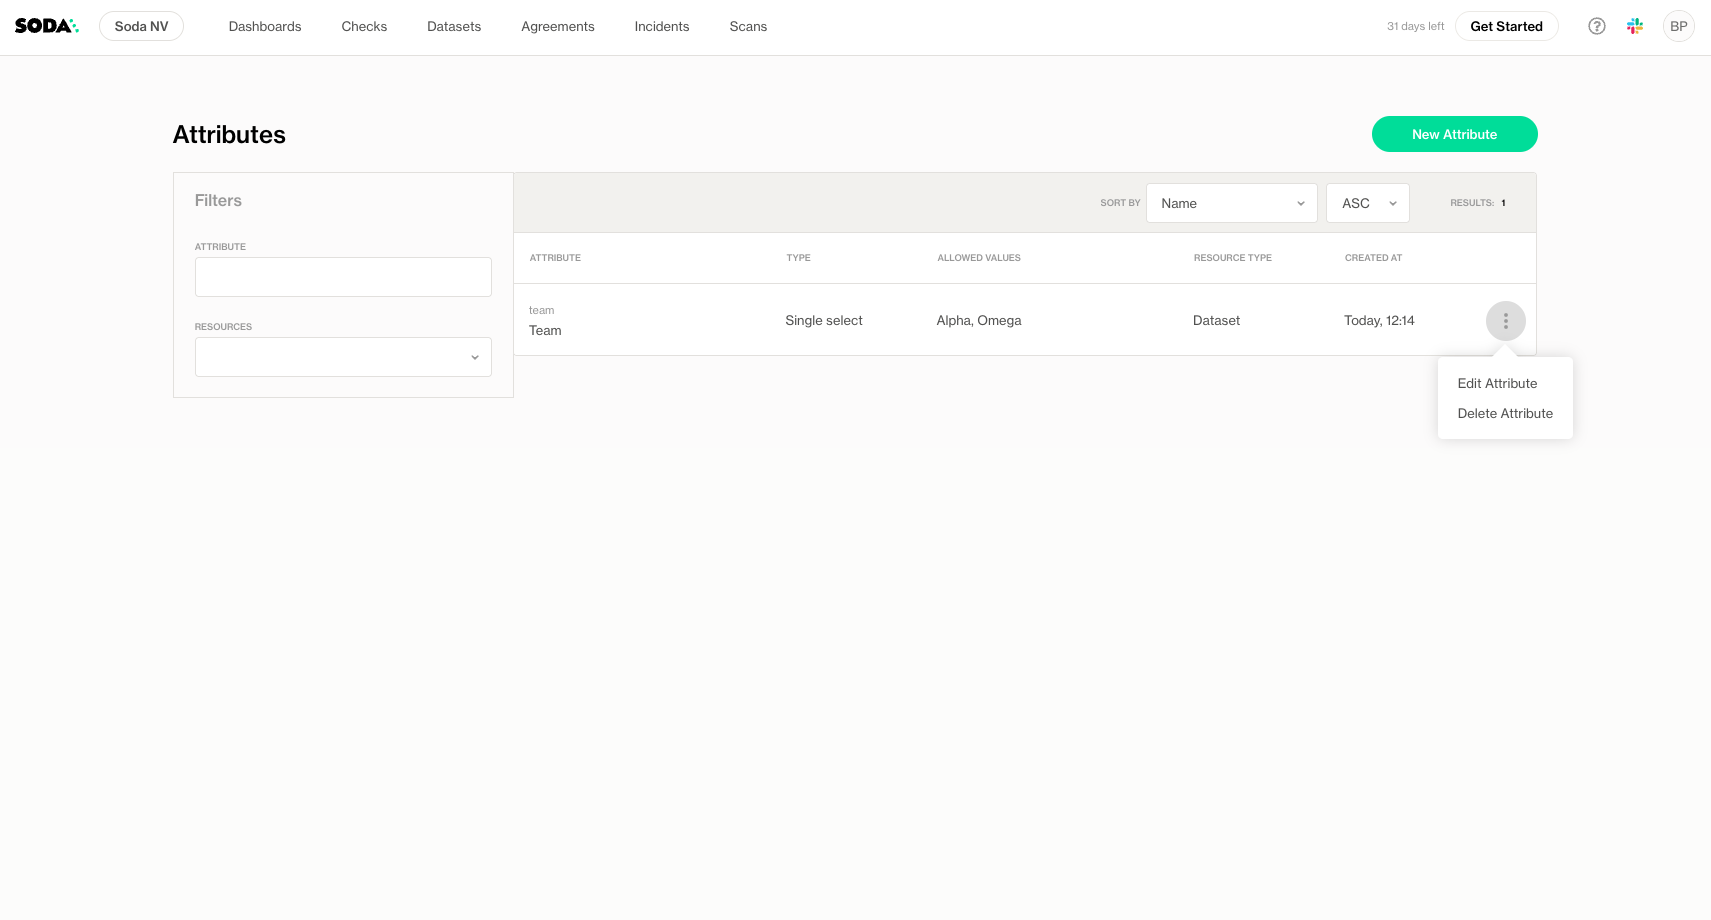 SODA
Soda NV
Dashboards
Checks
Datasets
Agreements
Incidents
Scans
31 days left
Get Started
BP
Attributes
New Attribute
Filters
ATTRIBUTE
RESOURCES
SORT BY
Name
ASC
RESULTS: 1
ATTRIBUTE
TYPE
ALLOWED VALUES
RESOURCE TYPE
CREATED AT
team
Team
Single select
Alpha, Omega
Dataset
Today, 12:14
Edit Attribute
Delete Attribute